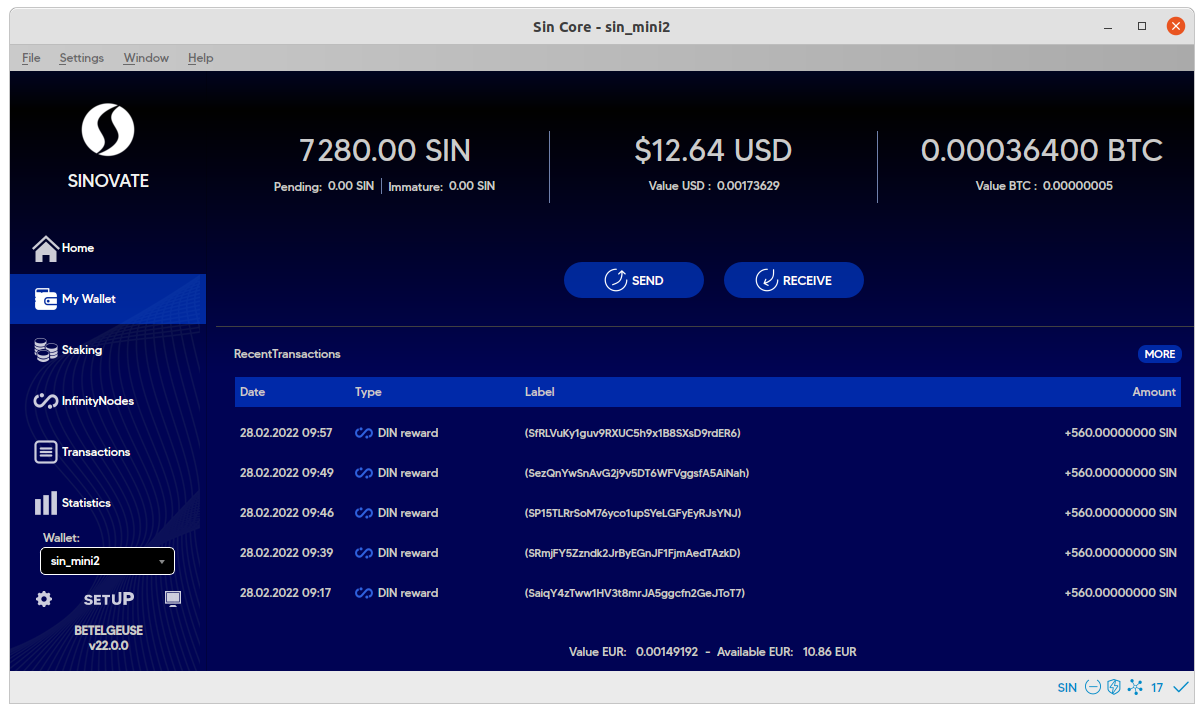 Sin Core - sin_mini2
File Settings Window Help
SINOVATE
7280.00 SIN
Pending: 0.00 SIN | Immature: 0.00 SIN
$12.64 USD
Value USD : 0.00173629
0.00036400 BTC
Value BTC : 0.00000005
Home
My Wallet
Staking
InfinityNodes
Transactions
Statistics
Wallet:
sin_mini2
SETUP
BETELGEUSE
v22.0.0
SEND
RECEIVE
RecentTransactions
MORE
Date Type Label Amount
28.02.2022 09:57 DIN reward (SfRLVuKy1guv9RXUC5h9x1B8SXsD9rdER6) +560.00000000 SIN
28.02.2022 09:49 DIN reward (SezQnYwSnAvG2j9v5DT6WFVggsfA5AiNah) +560.00000000 SIN
28.02.2022 09:46 DIN reward (SP15TLRrSoM76yco1upSYeLGFyEyRJsYNJ) +560.00000000 SIN
28.02.2022 09:39 DIN reward (SRmjFY5Zzndk2JrByEGnJF1FjmAedTAzkD) +560.00000000 SIN
28.02.2022 09:17 DIN reward (SaiqY4zTww1HV3t8mrJA5ggcfn2GeJToT7) +560.00000000 SIN
Value EUR: 0.00149192 - Available EUR: 10.86 EUR
SIN 17